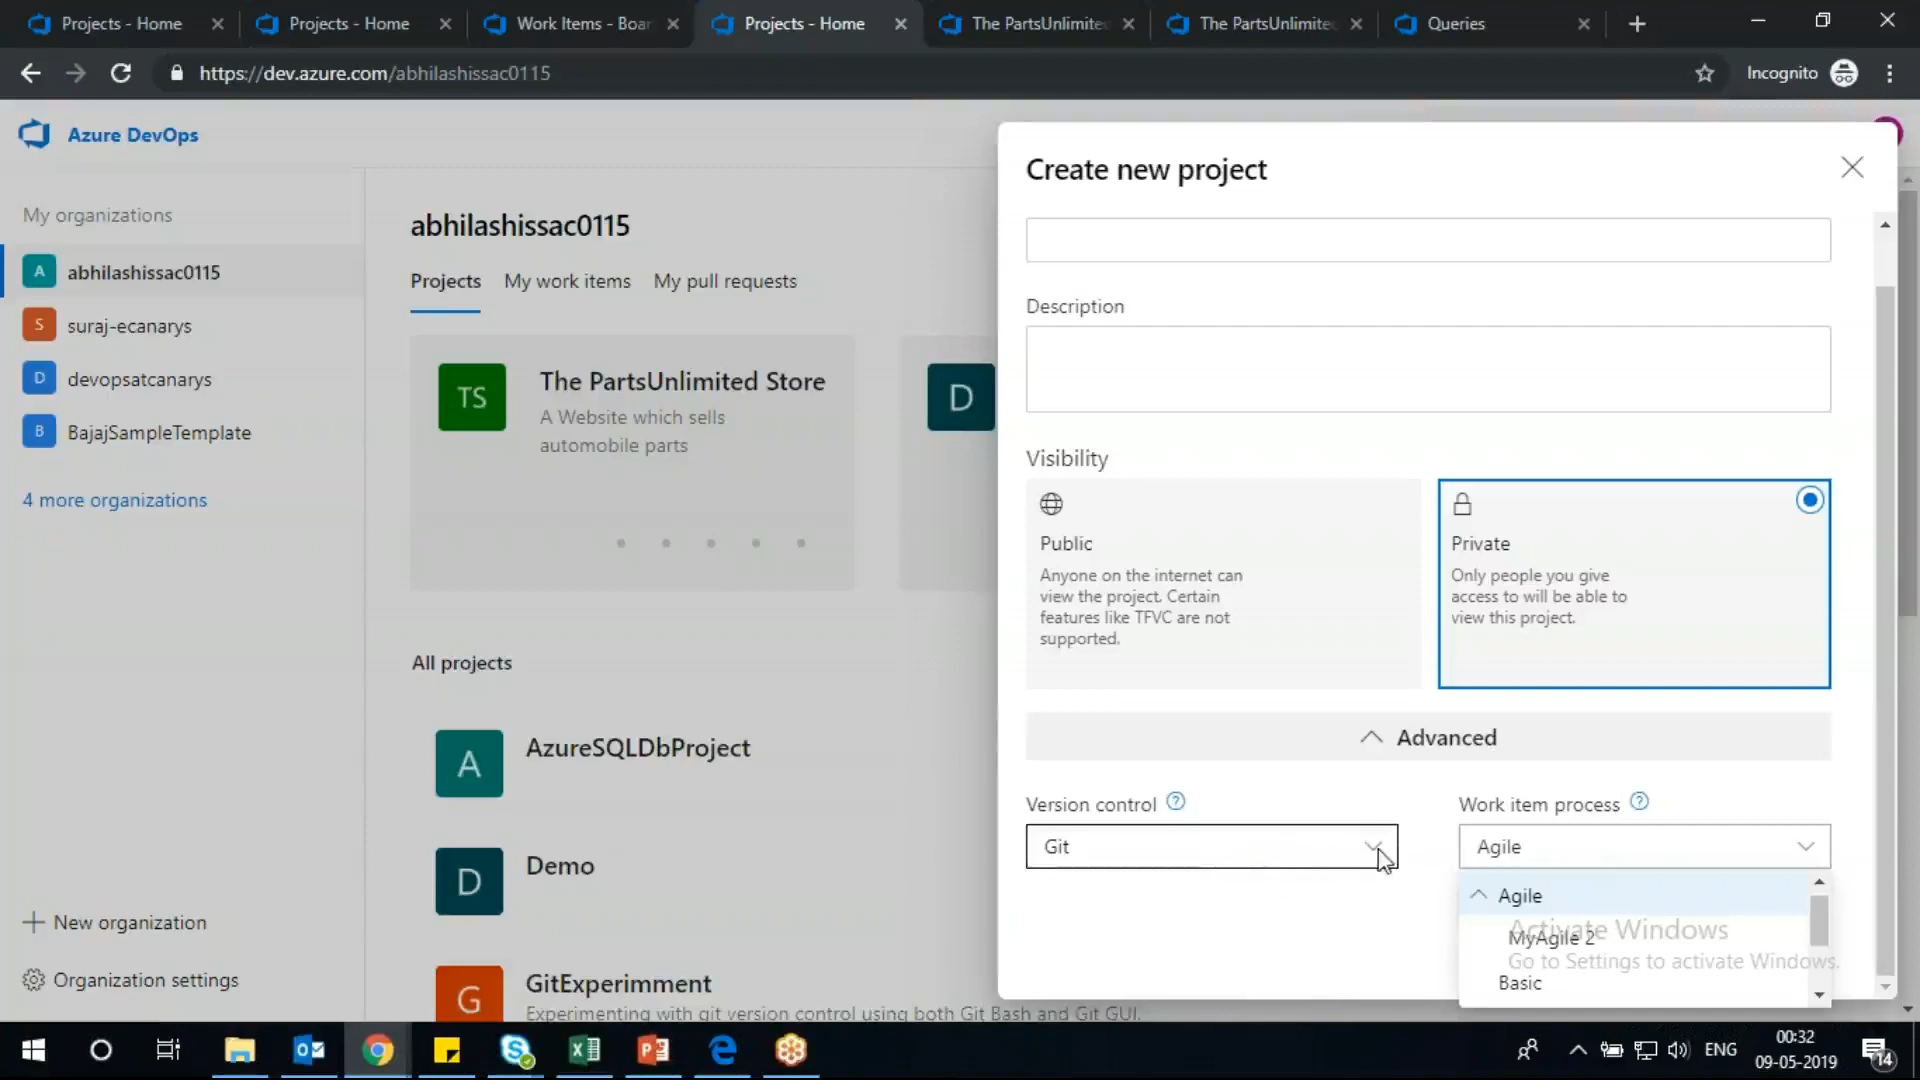 Projects - Home
Projects - Home
Work Items - Boar
Projects - Home
The PartsUnlimited
The PartsUnlimited
Queries
https://dev.azure.com/abhilashissac0115
Incognito
Azure DevOps
My organizations
A abhilashissac0115
S suraj-ecanarys
D devopsatcanarys
B BajajSampleTemplate
4 more organizations
New organization
Organization settings
abhilashissac0115
Projects My work items My pull requests
TS
The PartsUnlimited Store
A Website which sells
automobile parts
D
All projects
A AzureSQLDbProject
D Demo
G GitExperimment
Experimenting with git version control using both Git Bash and Git GUI.
Create new project
Description
Visibility
Public
Anyone on the internet can
view the project. Certain
features like TFVC are not
supported.
Private
Only people you give
access to will be able to
view this project.
Advanced
Version control ?
Git
Work item process ?
Agile
Agile
MyAgile 2
Basic
Activate Windows
Go to Settings to activate Windows.
ENG
00:32
09-05-2019
14